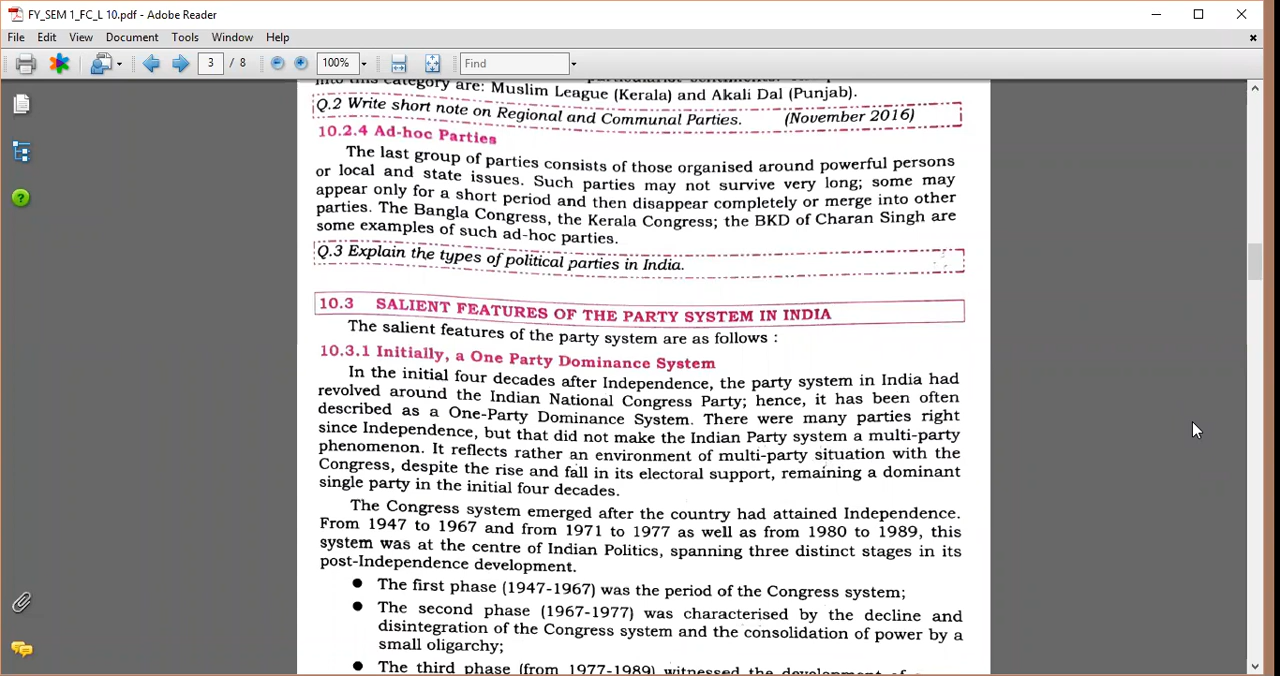 FY_SEM 1_FC_L 10.pdf - Adobe Reader
File Edit View Document Tools Window Help
3 / 8 100% Find
into this category are: Muslim League (Kerala) and Akali Dal (Punjab).
Q.2 Write short note on Regional and Communal Parties. (November 2016)
10.2.4 Ad-hoc Parties
The last group of parties consists of those organised around powerful persons
or local and state issues. Such parties may not survive very long; some may
appear only for a short period and then disappear completely or merge into other
parties. The Bangla Congress, the Kerala Congress; the BKD of Charan Singh are
some examples of such ad-hoc parties.
Q.3 Explain the types of political parties in India.
10.3 SALIENT FEATURES OF THE PARTY SYSTEM IN INDIA
The salient features of the party system are as follows :
10.3.1 Initially, a One Party Dominance System
In the initial four decades after Independence, the party system in India had
revolved around the Indian National Congress Party; hence, it has been often
described as a One-Party Dominance System. There were many parties right
since Independence, but that did not make the Indian Party system a multi-party
phenomenon. It reflects rather an environment of multi-party situation with the
Congress, despite the rise and fall in its electoral support, remaining a dominant
single party in the initial four decades.
The Congress system emerged after the country had attained Independence.
From 1947 to 1967 and from 1971 to 1977 as well as from 1980 to 1989, this
system was at the centre of Indian Politics, spanning three distinct stages in its
post-Independence development.
● The first phase (1947-1967) was the period of the Congress system;
● The second phase (1967-1977) was characterised by the decline and
disintegration of the Congress system and the consolidation of power by a
small oligarchy;
● The third phase (from 1977-1989) witnessed the development of